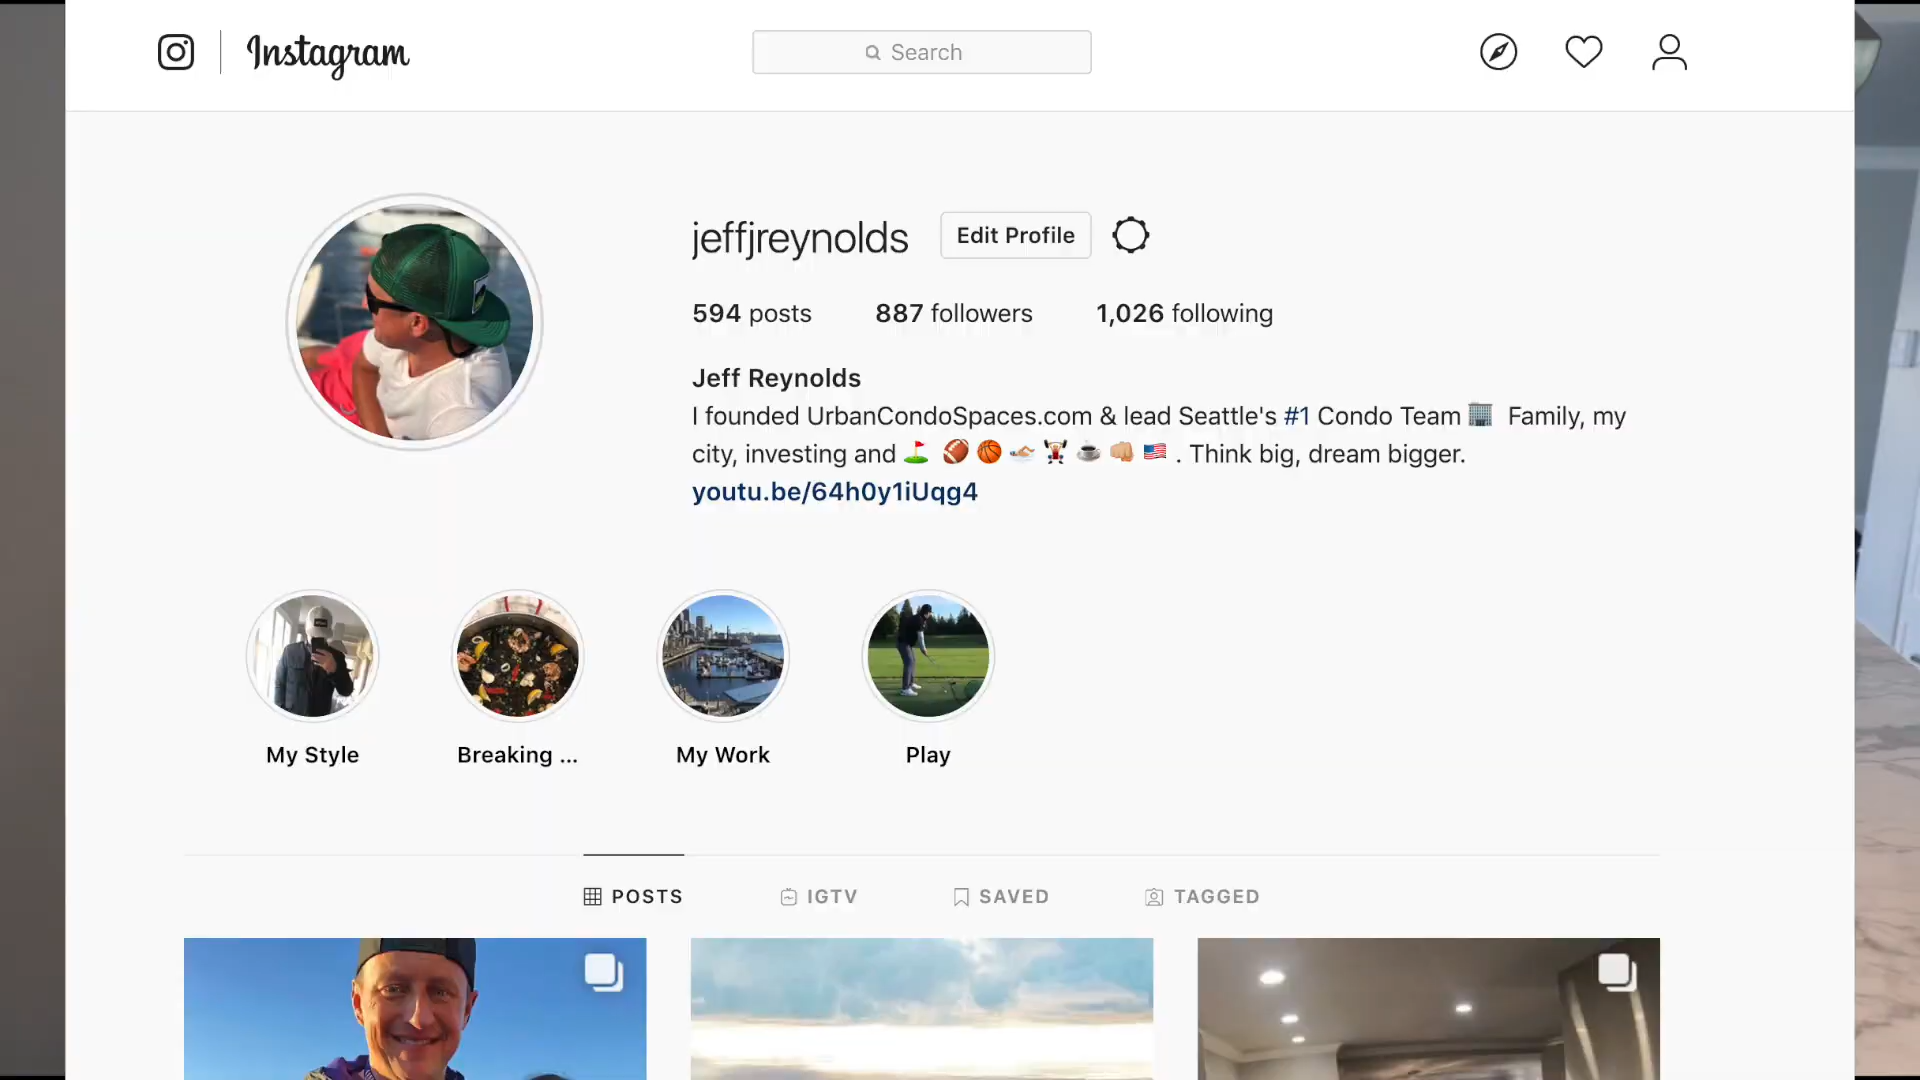 Instagram
Search
jeffjreynolds
Edit Profile
594 posts
887 followers
1,026 following
Jeff Reynolds
I founded UrbanCondoSpaces.com & lead Seattle's #1 Condo Team 🏢 Family, my
city, investing and ⛳ 🏈 🏀 🏊🏼 🏋 ☕ 👊🏼 🇺🇸 . Think big, dream bigger.
youtu.be/64h0y1iUqg4
My Style
Breaking ...
My Work
Play
POSTS
IGTV
SAVED
TAGGED